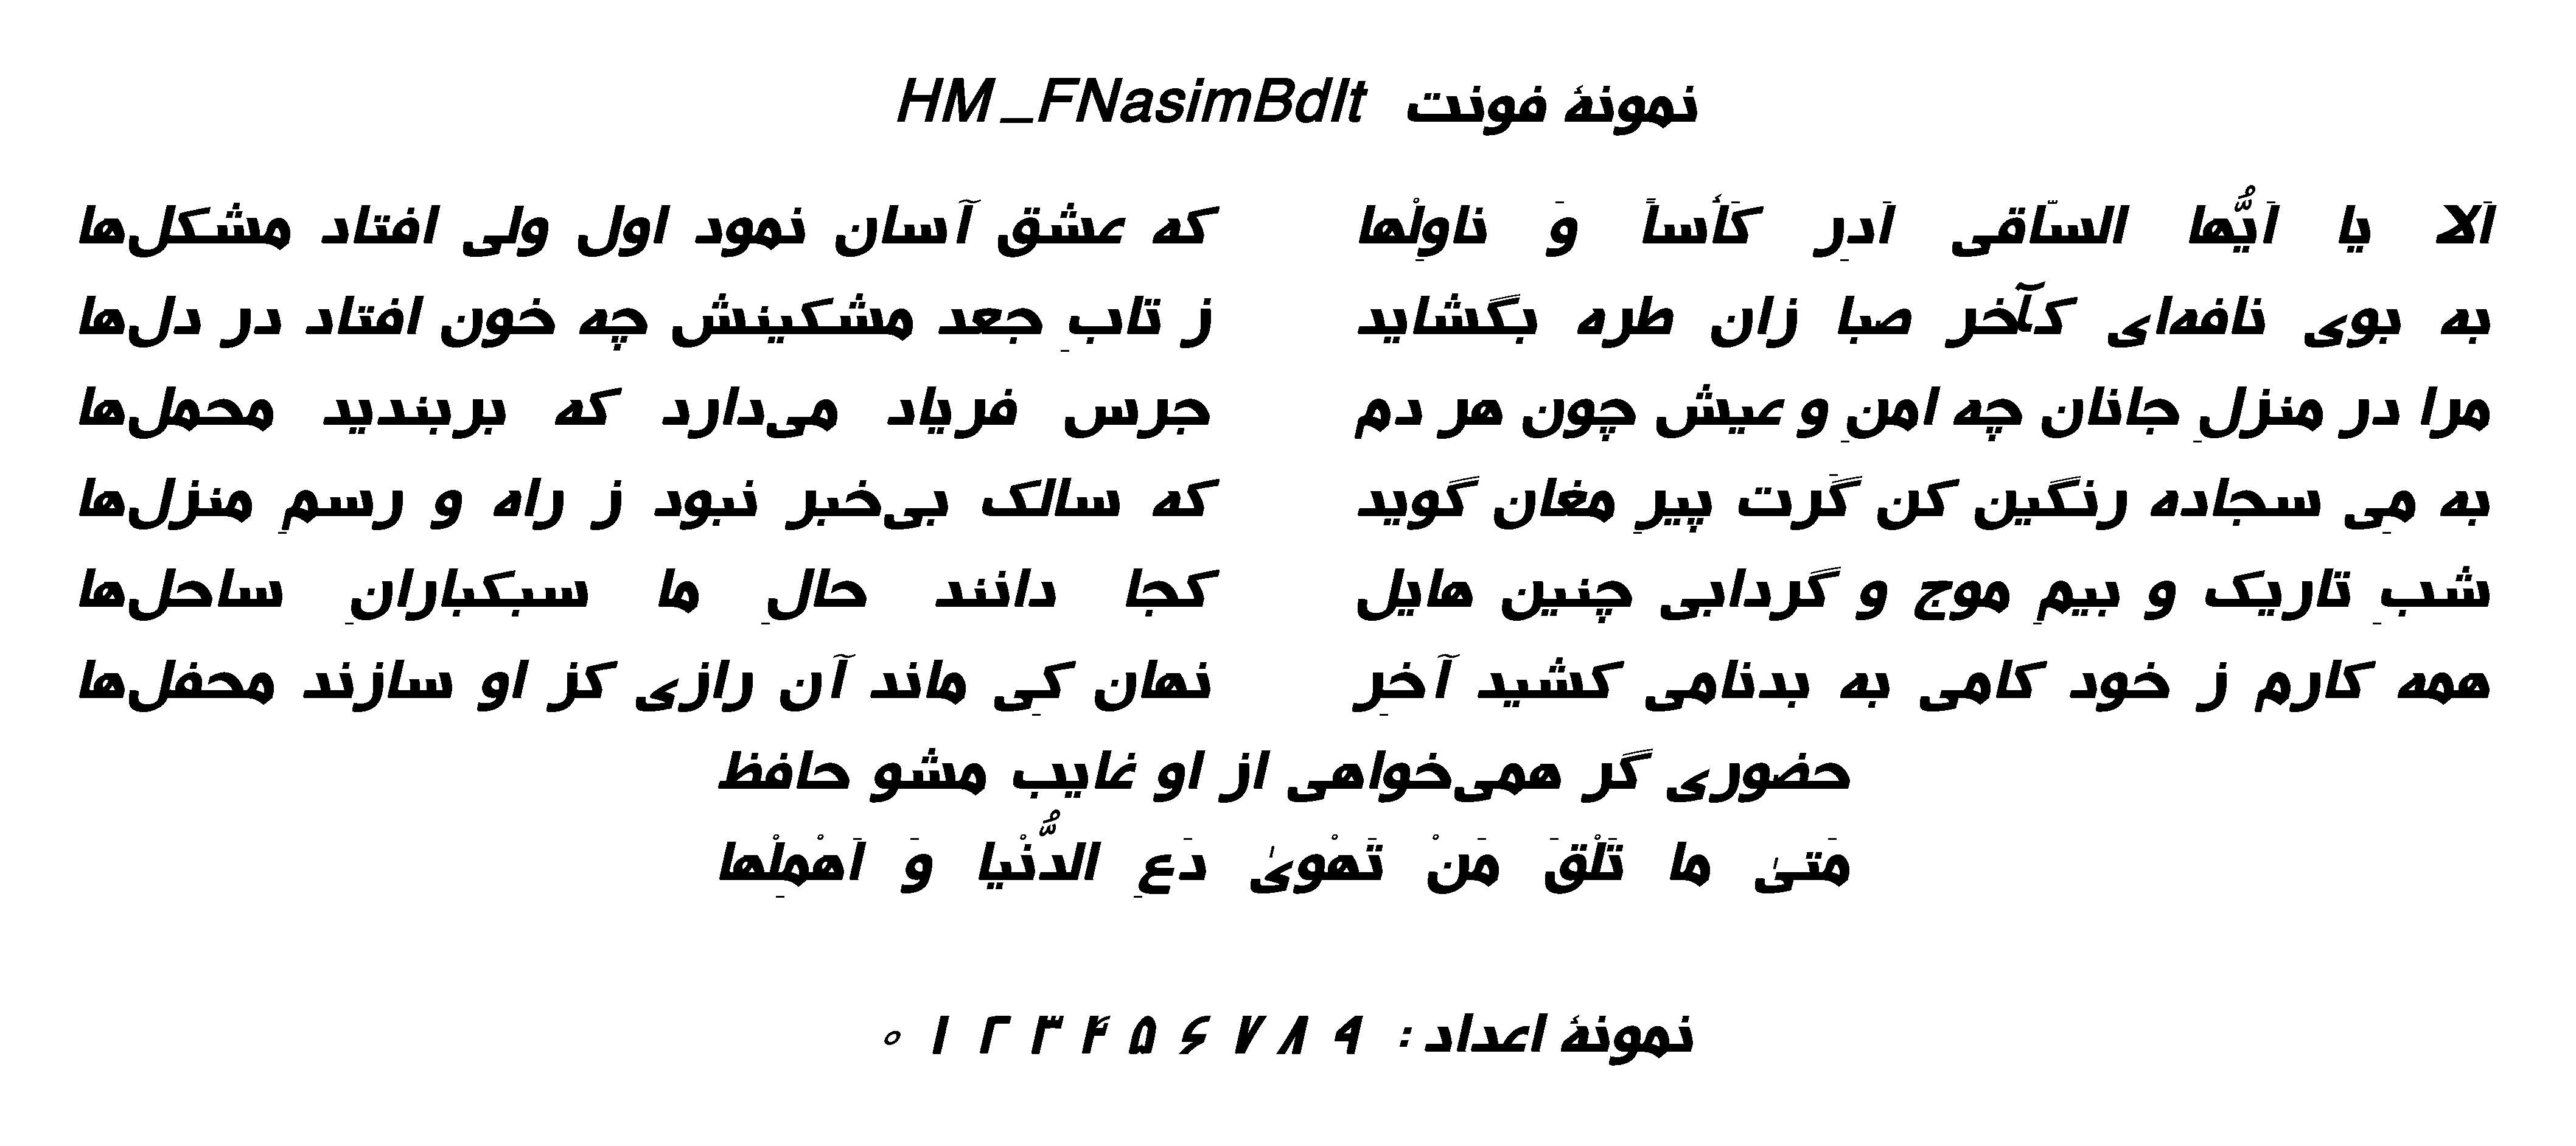 نمونهٔ فونت HM_FNasimBdIt
اَلا یا اَیُّها السّاقی اَدِر کَأساً وَ ناوِلْها که عشق آسان نمود اول ولی افتاد مشکل‌ها
به بوی نافه‌ای کآخر صبا زان طره بگشاید ز تابِ جعد مشکینش چه خون افتاد در دل‌ها
مرا در منزلِ جانان چه امنِ و عیش چون هر دم جرس فریاد می‌دارد که بربندید محمل‌ها
به مِی سجاده رنگین کن گَرت پیرِ مغان گوید که سالک بی‌خبر نبود ز راه و رسمِ منزل‌ها
شبِ تاریک و بیمِ موج و گردابی چنین هایل کجا دانند حالِ ما سبکبارانِ ساحل‌ها
همه کارم ز خود کامی به بدنامی کشید آخِر نهان کِی ماند آن رازی کز او سازند محفل‌ها
حضوری گر همی‌خواهی از او غایب مشو حافظ
مَتیٰ ما تَلْقَ مَنْ تَهْویٰ دَعِ الدُّنْیا وَ اَهْمِلْها
نمونهٔ اعداد : ۹ ۸ ۷ ۶ ۵ ۴ ۳ ۲ ۱ ۰